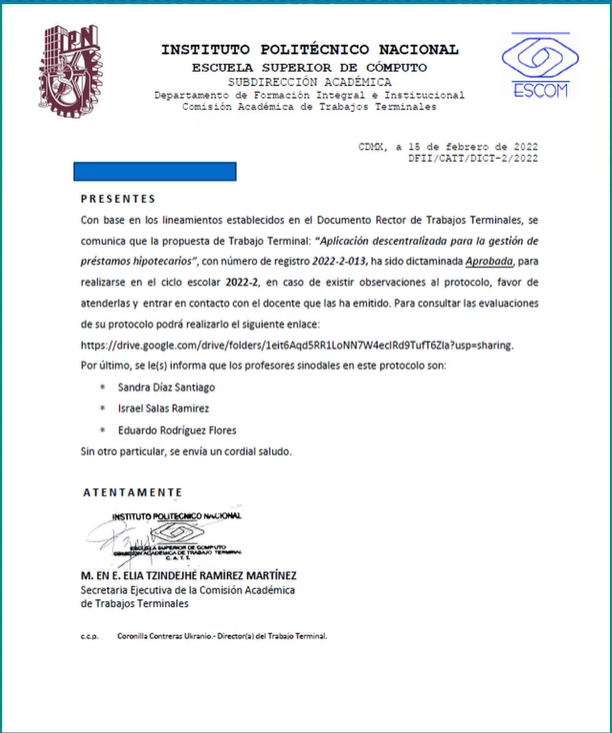 IPN
INSTITUTO POLITÉCNICO NACIONAL
ESCUELA SUPERIOR DE CÓMPUTO
SUBDIRECCIÓN ACADÉMICA
Departamento de Formación Integral e Institucional
Comisión Académica de Trabajos Terminales
ESCOM
CDMX, a 15 de febrero de 2022
DFII/CATT/DICT-2/2022
PRESENTES
Con base en los lineamientos establecidos en el Documento Rector de Trabajos Terminales, se
comunica que la propuesta de Trabajo Terminal: "Aplicación descentralizada para la gestión de
préstamos hipotecarios", con número de registro 2022-2-013, ha sido dictaminada Aprobada, para
realizarse en el ciclo escolar 2022-2, en caso de existir observaciones al protocolo, favor de
atenderlas y entrar en contacto con el docente que las ha emitido. Para consultar las evaluaciones
de su protocolo podrá realizarlo el siguiente enlace:
https://drive.google.com/drive/folders/1eit6Aqd5RR1LoNN7W4ecIRd9TufT6ZIa?usp=sharing.
Por último, se le(s) informa que los profesores sinodales en este protocolo son:
* Sandra Díaz Santiago
* Israel Salas Ramirez
* Eduardo Rodríguez Flores
Sin otro particular, se envía un cordial saludo.
ATENTAMENTE
INSTITUTO POLITECNICO NACIONAL
ESCUELA SUPERIOR DE COMPUTO
COMISION ACADEMICA DE TRABAJO TERMINAL
C. A. T. T.
M. EN E. ELIA TZINDEJHÉ RAMÍREZ MARTÍNEZ
Secretaria Ejecutiva de la Comisión Académica
de Trabajos Terminales
c.c.p. Coronilla Contreras Ukranio.- Director(a) del Trabajo Terminal.